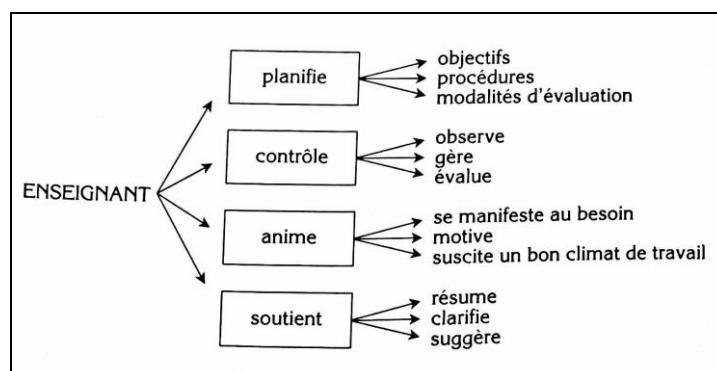 planifie
objectifs
procédures
modalités d'évaluation
contrôle
observe
gère
évalue
ENSEIGNANT
anime
se manifeste au besoin
motive
suscite un bon climat de travail
soutient
résume
clarifie
suggère